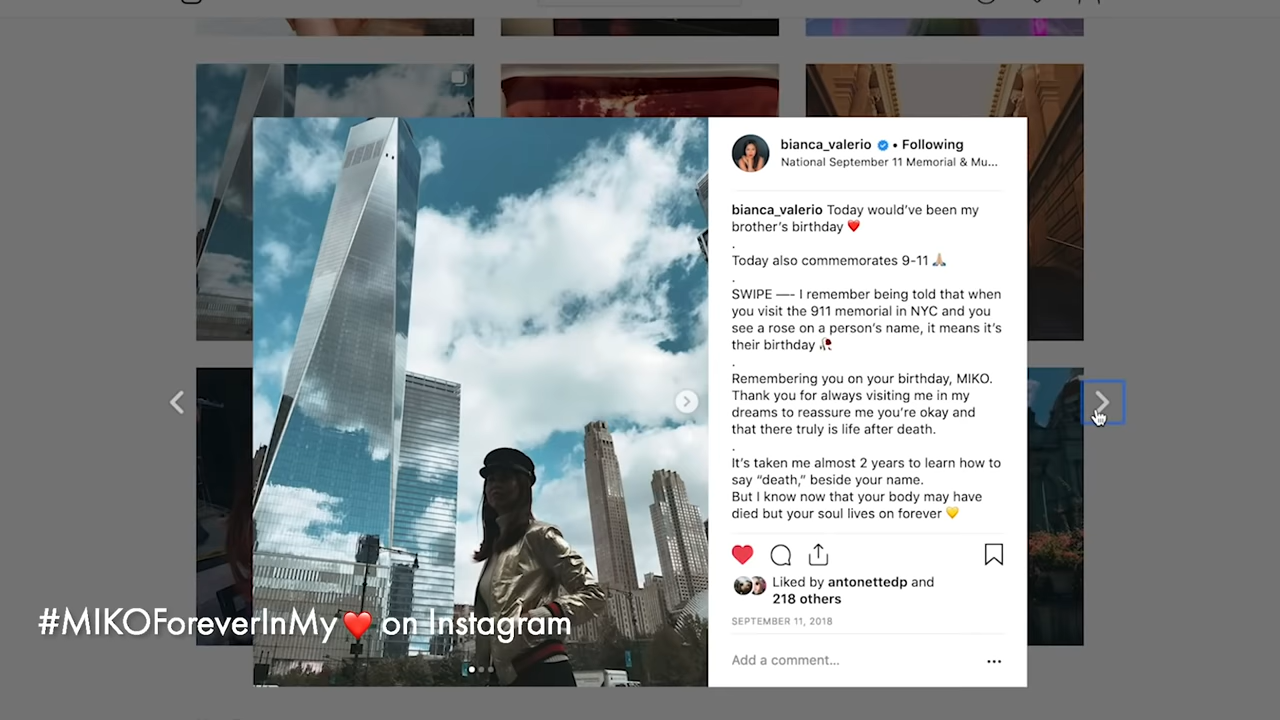 bianca_valerio • Following
National September 11 Memorial & Mu...
bianca_valerio Today would've been my
brother's birthday ❤️
.
Today also commemorates 9-11 🙏🏼
.
SWIPE —- I remember being told that when
you visit the 911 memorial in NYC and you
see a rose on a person's name, it means it's
their birthday 🥀
.
Remembering you on your birthday, MIKO.
Thank you for always visiting me in my
dreams to reassure me you're okay and
that there truly is life after death.
.
It's taken me almost 2 years to learn how to
say “death,” beside your name.
But I know now that your body may have
died but your soul lives on forever 💛
Liked by antonettedp and
218 others
SEPTEMBER 11, 2018
Add a comment...
#MIKOForeverInMy❤️ on Instagram